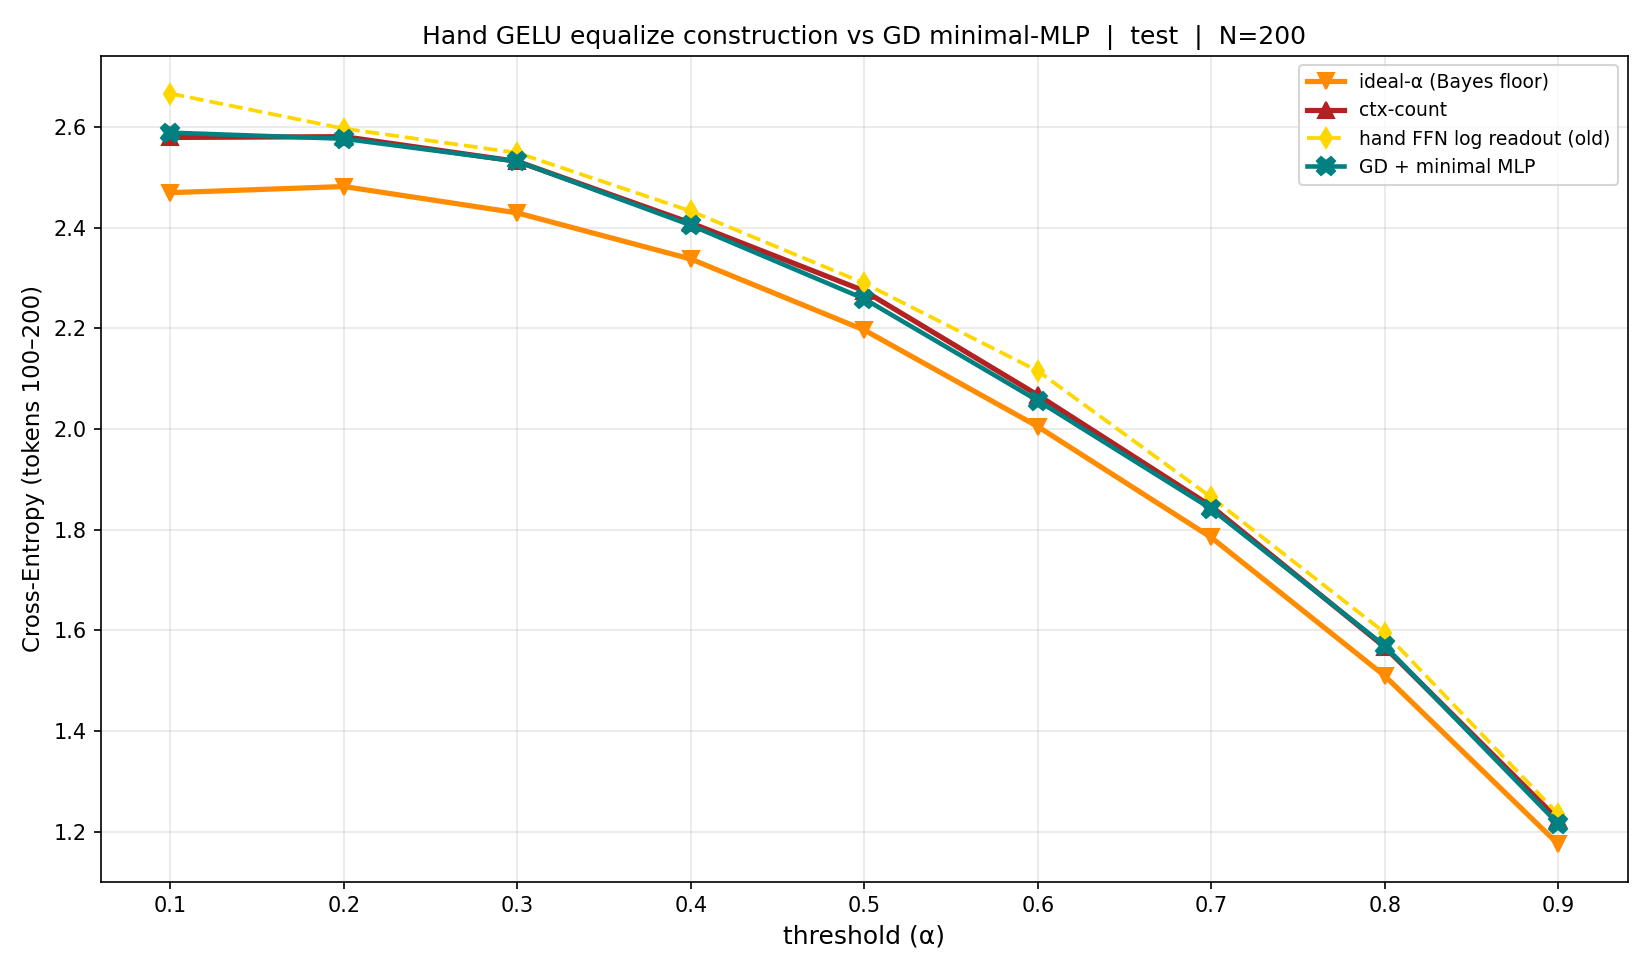 Hand GELU equalize construction vs GD minimal-MLP | test | N=200
ideal-α (Bayes floor)
ctx-count
hand FFN log readout (old)
GD + minimal MLP
Cross-Entropy (tokens 100–200)
2.6
2.4
2.2
2.0
1.8
1.6
1.4
1.2
0.1 0.2 0.3 0.4 0.5 0.6 0.7 0.8 0.9
threshold (α)